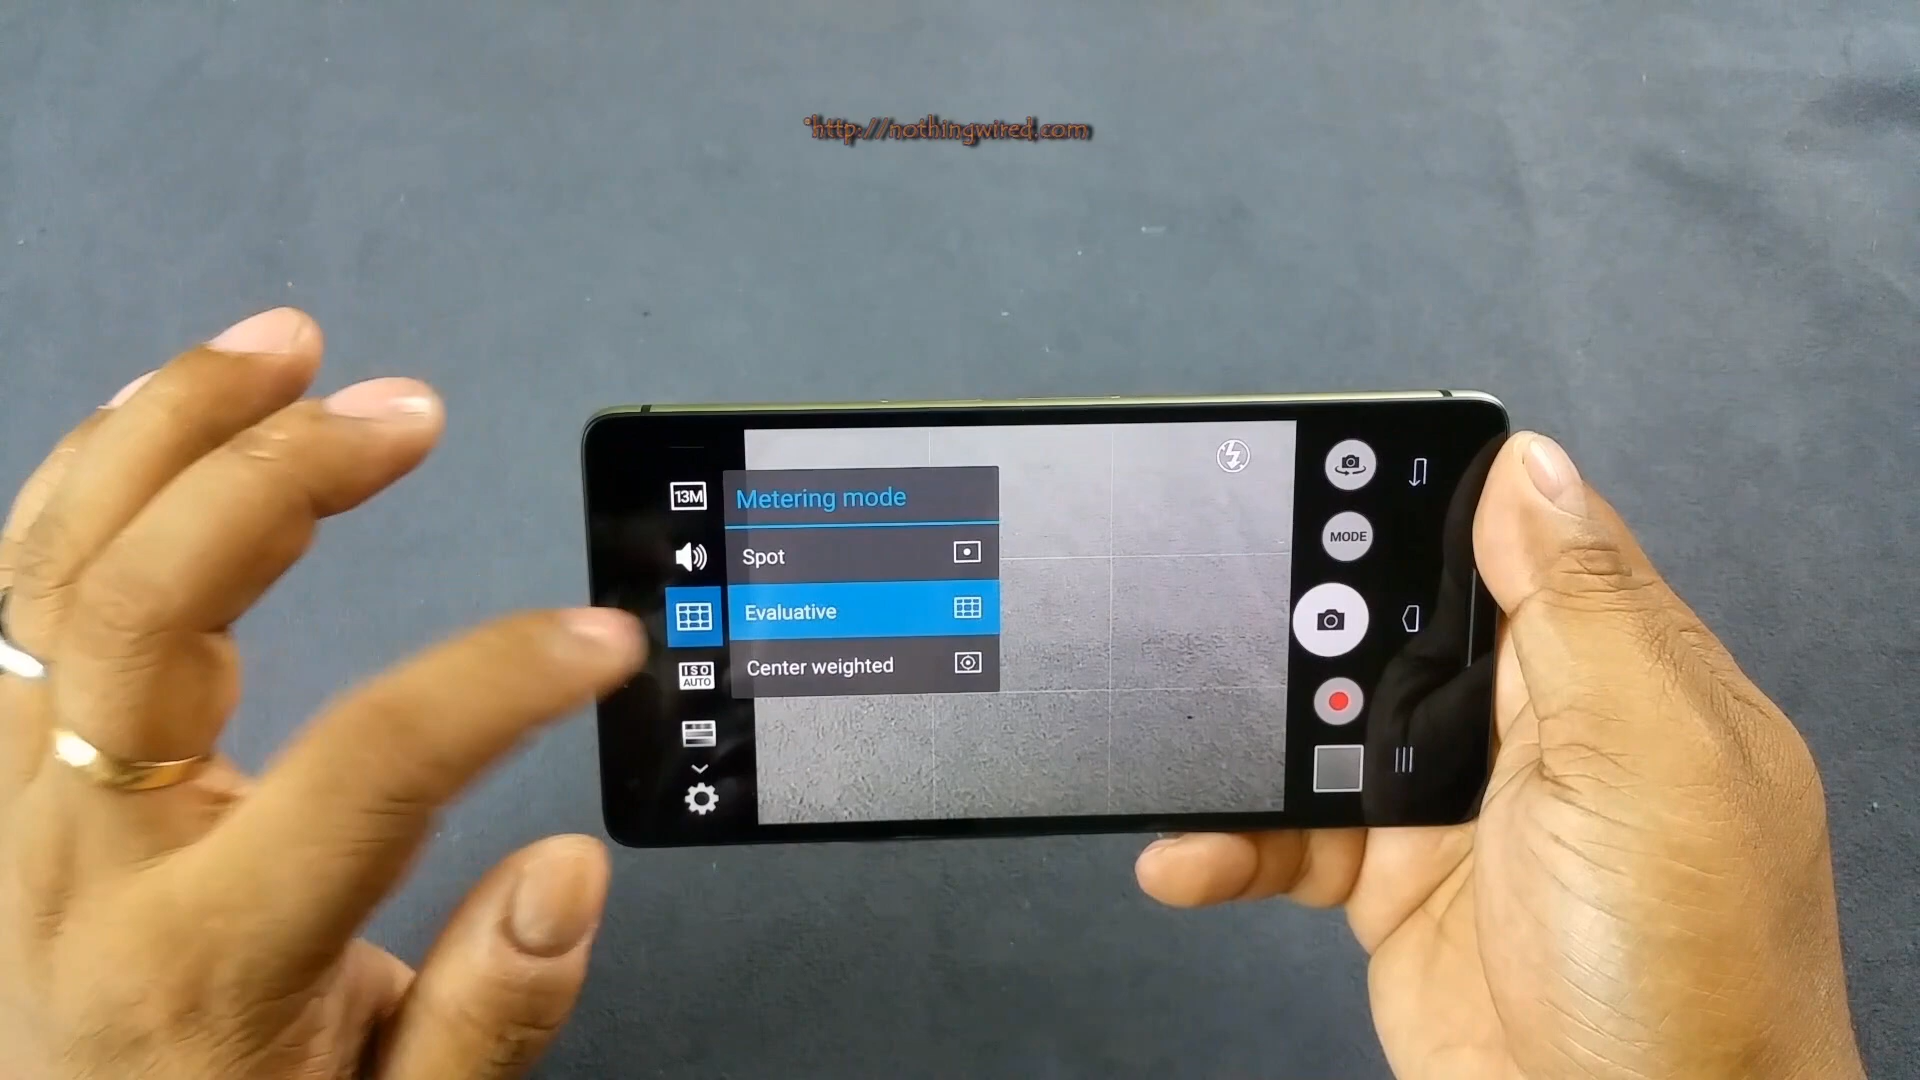 http://nothingwired.com
13M
Metering mode
Spot
Evaluative
Center weighted
ISO
AUTO
MODE